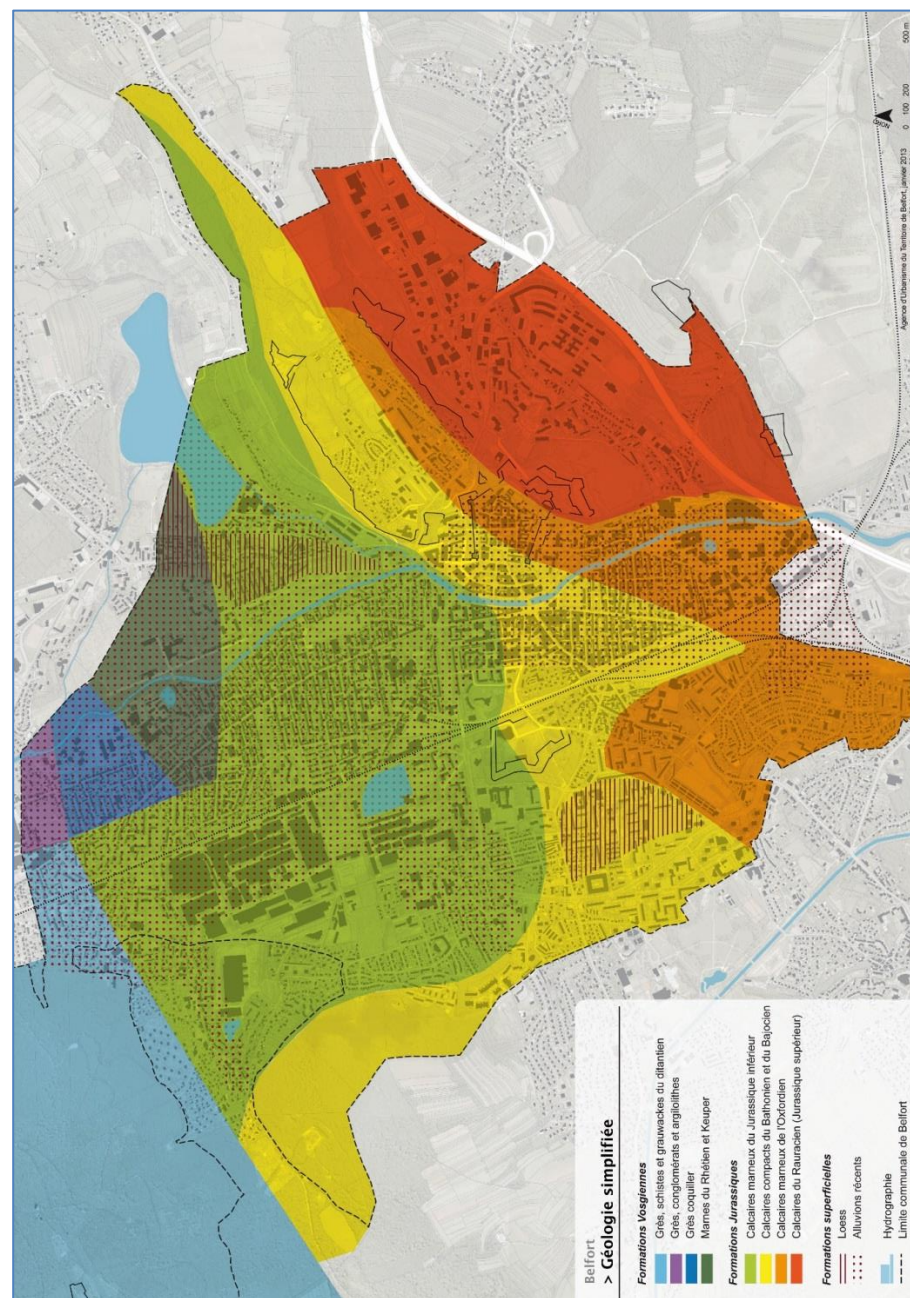 Belfort
> Géologie simplifiée
Formations Vosgiennes
Grès, schistes et grauwackes du ditantien
Grès, conglomérats et argilolithes
Grès coquiller
Marnes du Rhétien et Keuper
Formations Jurassiques
Calcaires marneux du Jurassique inférieur
Calcaires compacts du Bathonien et du Bajocien
Calcaires marneux de l'Oxfordien
Calcaires du Rauracien (Jurassique supérieur)
Formations superficielles
Loess
Alluvions récents
Hydrographie
Limite communale de Belfort
NORD
0 100 200 500 m
Agence d'Urbanisme du Territoire de Belfort, janvier 2013